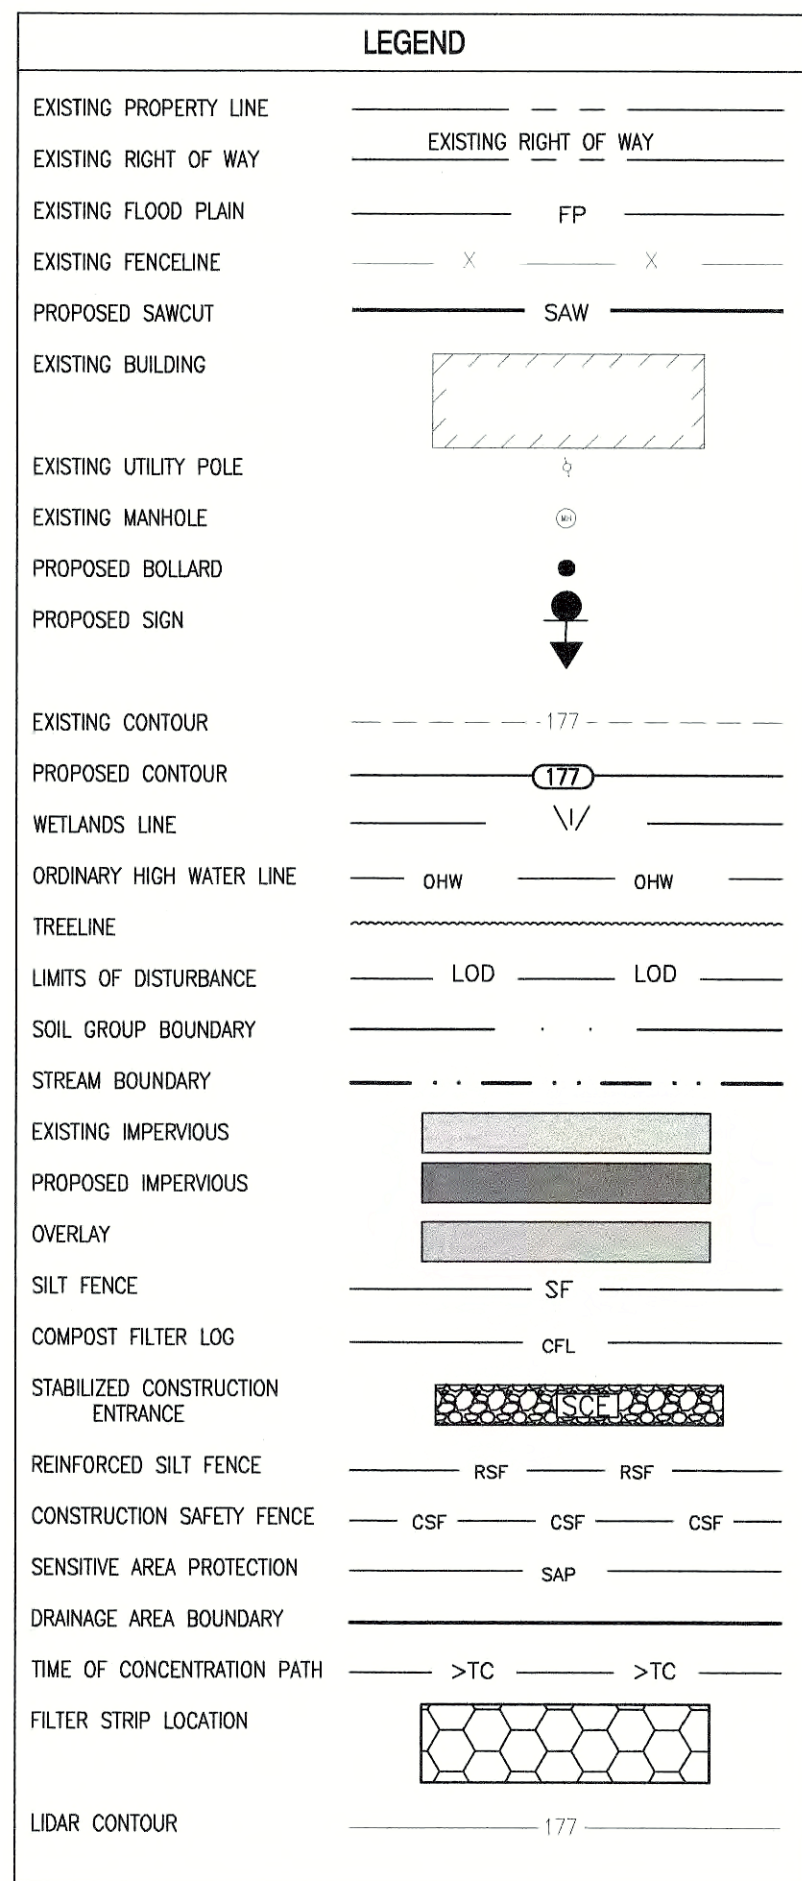 LEGEND
EXISTING PROPERTY LINE
EXISTING RIGHT OF WAY EXISTING RIGHT OF WAY
EXISTING FLOOD PLAIN FP
EXISTING FENCELINE X X
PROPOSED SAWCUT SAW
EXISTING BUILDING
EXISTING UTILITY POLE
EXISTING MANHOLE MH
PROPOSED BOLLARD
PROPOSED SIGN
EXISTING CONTOUR 177
PROPOSED CONTOUR 177
WETLANDS LINE
ORDINARY HIGH WATER LINE OHW OHW
TREELINE
LIMITS OF DISTURBANCE LOD LOD
SOIL GROUP BOUNDARY
STREAM BOUNDARY
EXISTING IMPERVIOUS
PROPOSED IMPERVIOUS
OVERLAY
SILT FENCE SF
COMPOST FILTER LOG CFL
STABILIZED CONSTRUCTION
ENTRANCE SCE
REINFORCED SILT FENCE RSF RSF
CONSTRUCTION SAFETY FENCE CSF CSF CSF
SENSITIVE AREA PROTECTION SAP
DRAINAGE AREA BOUNDARY
TIME OF CONCENTRATION PATH >TC >TC
FILTER STRIP LOCATION
LIDAR CONTOUR 177